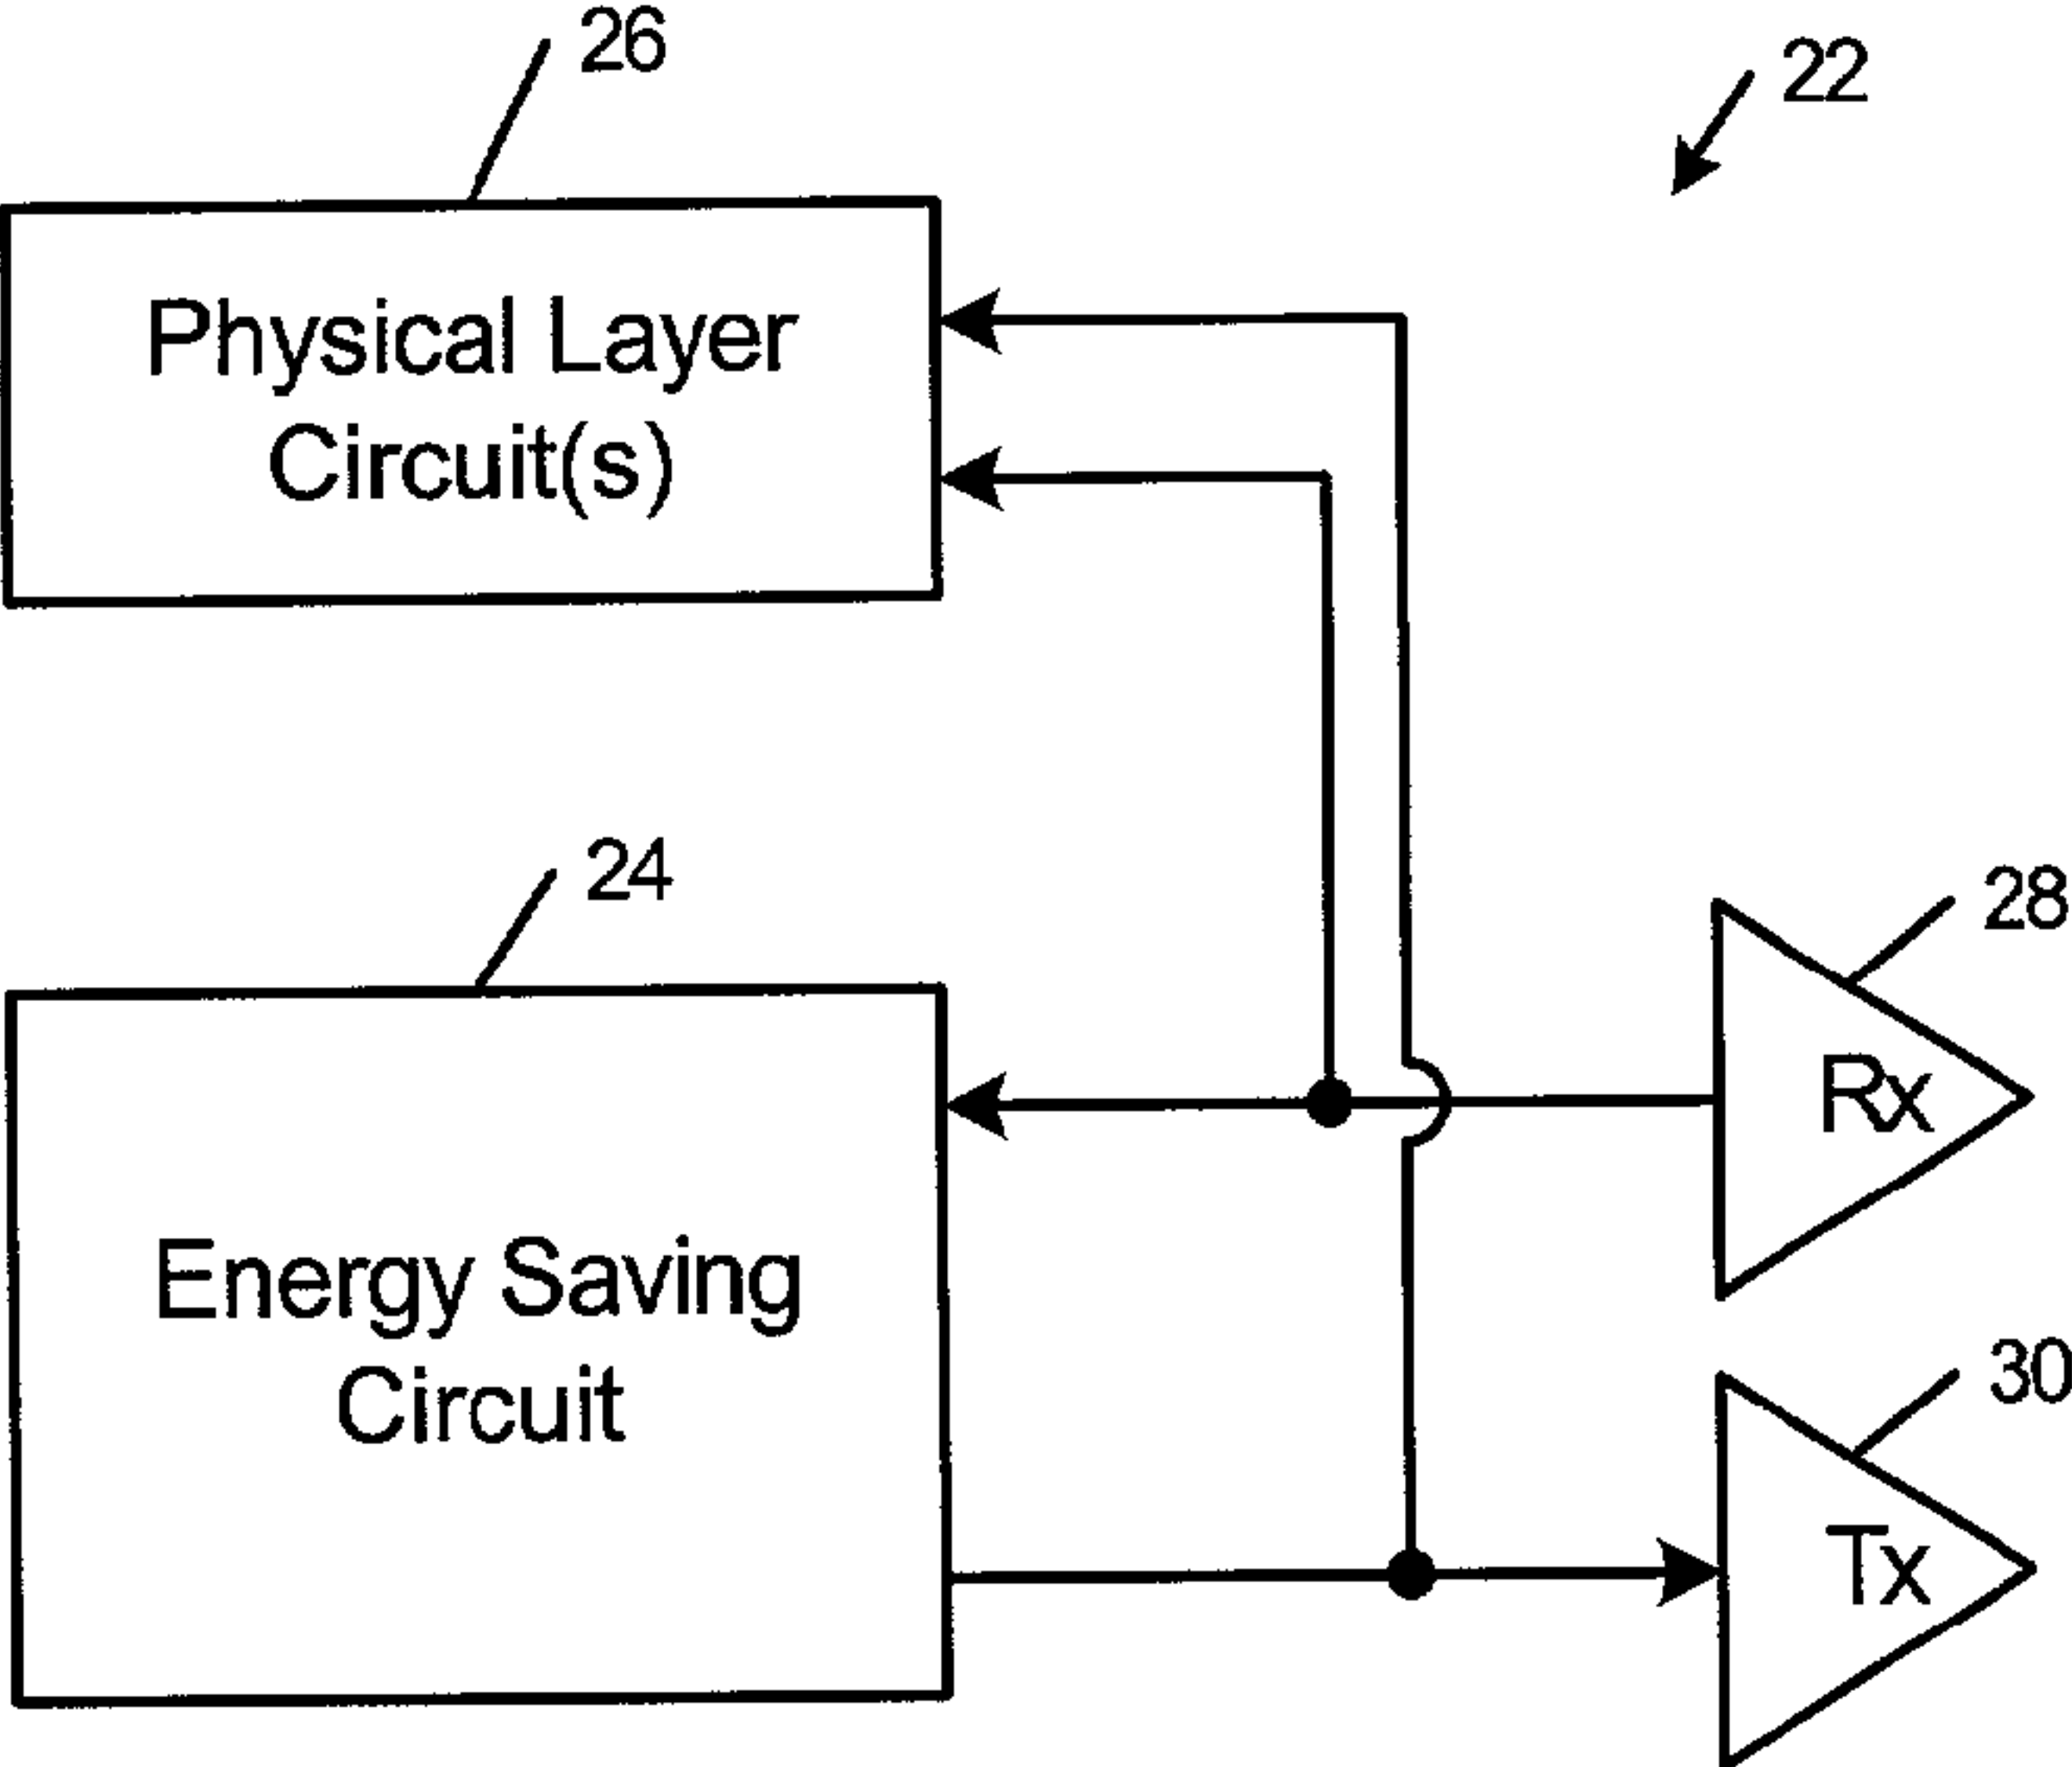 26
22
Physical Layer
Circuit(s)
24
28
Rx
Energy Saving
Circuit
30
Tx